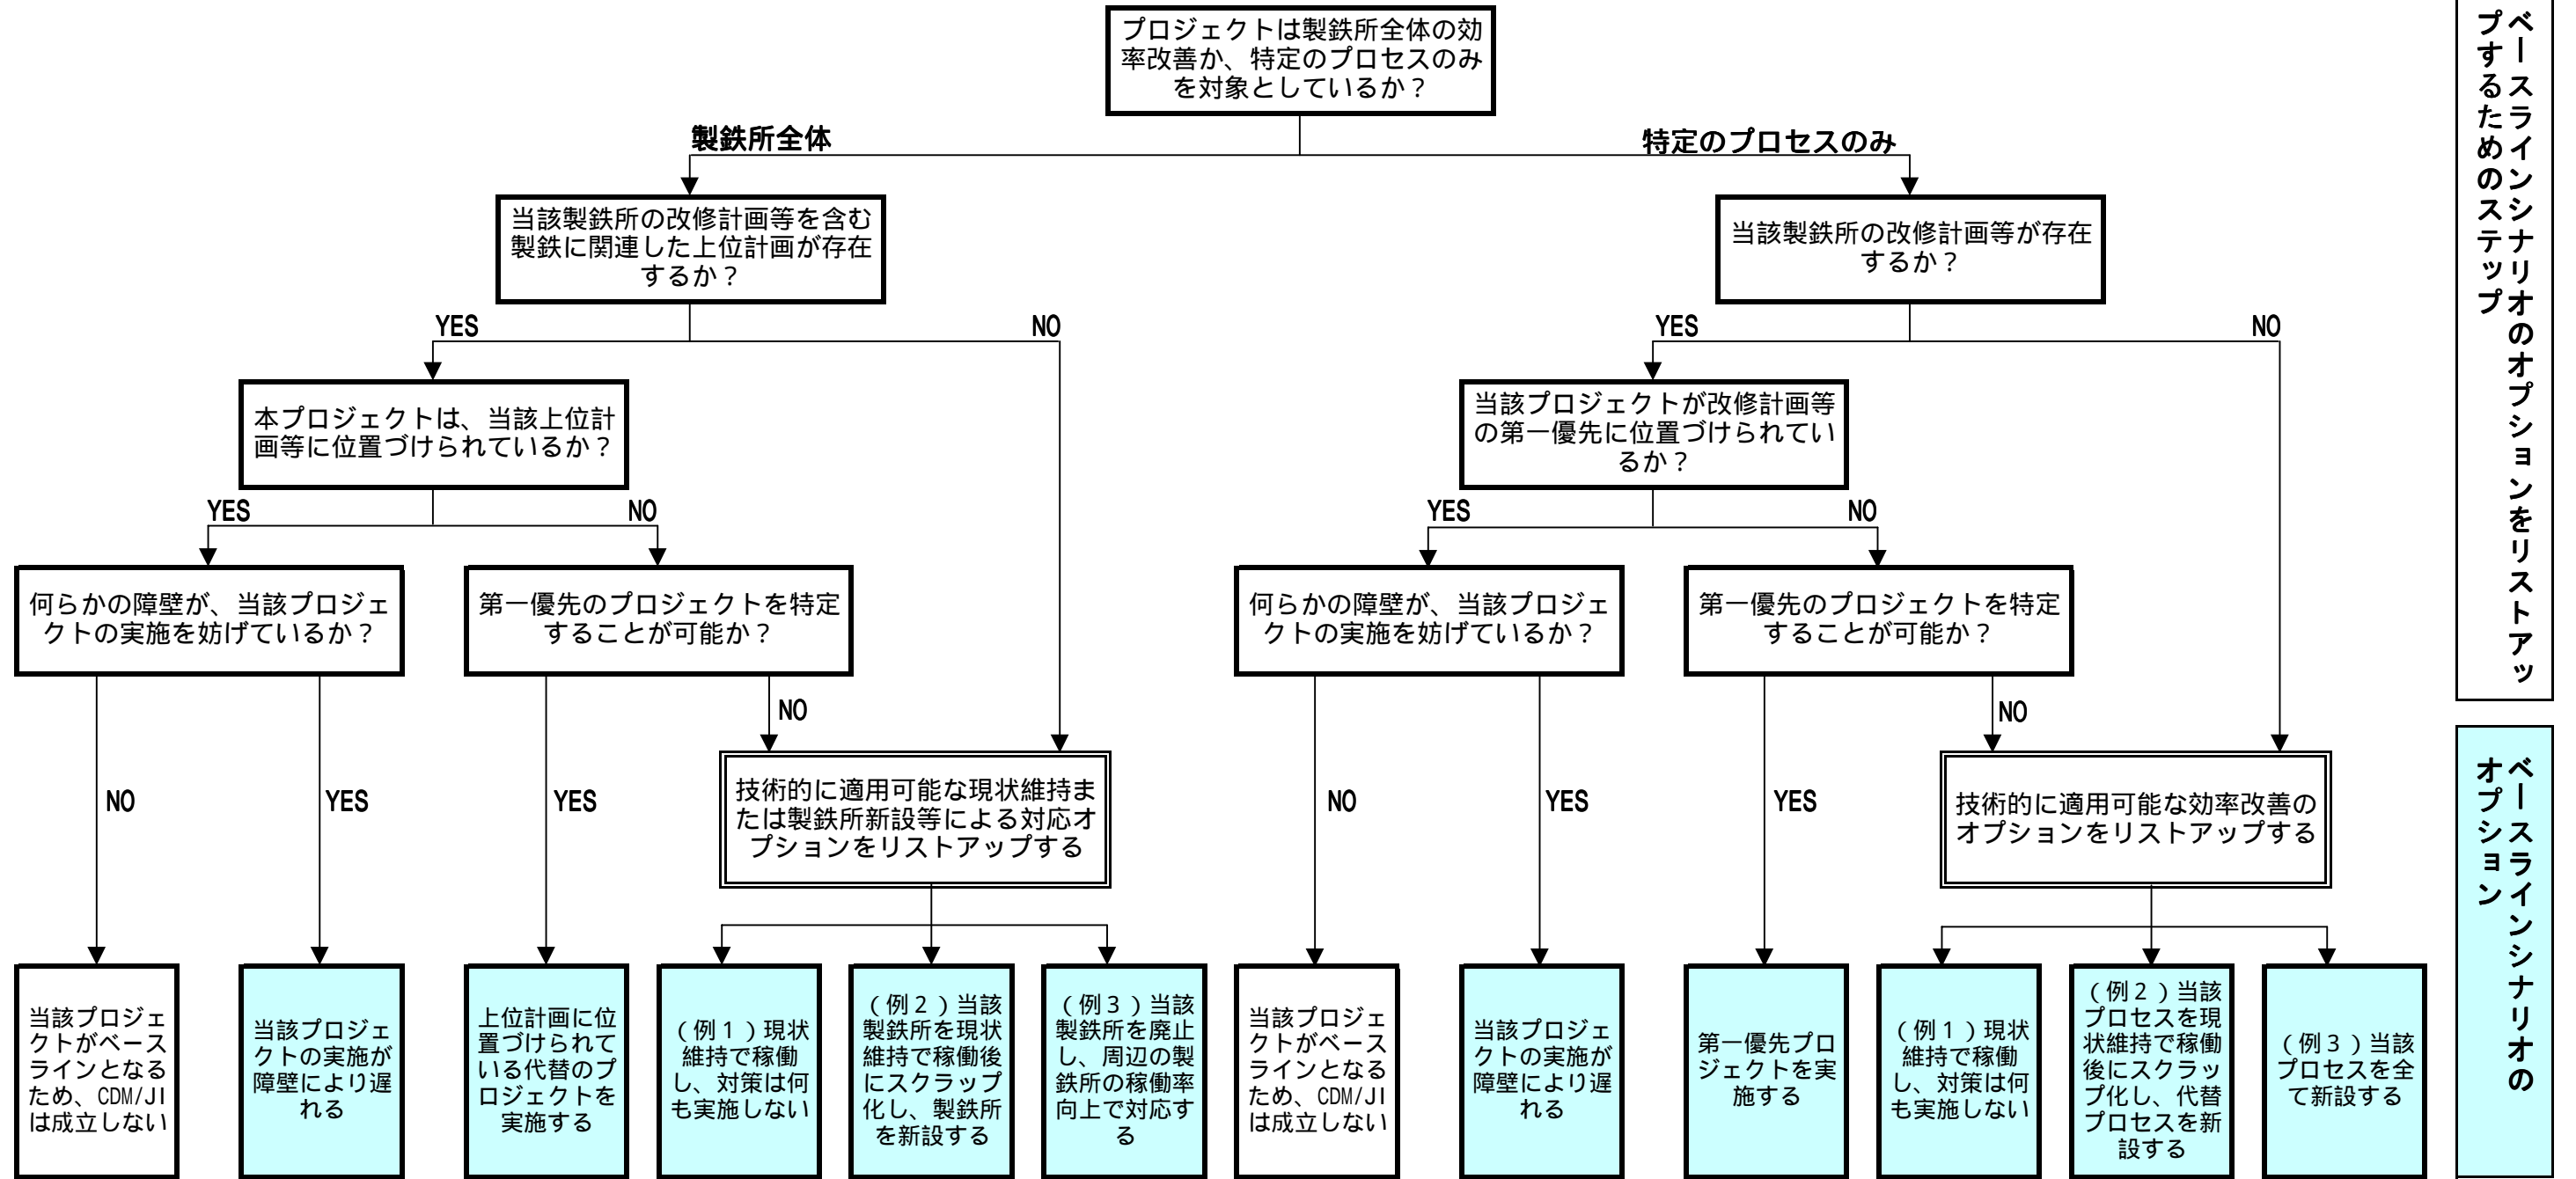 プロジェクトは製鉄所全体の効
率改善か、特定のプロセスのみ
を対象としているか？
製鉄所全体
特定のプロセスのみ
当該製鉄所の改修計画等を含む
製鉄に関連した上位計画が存在
するか？
当該製鉄所の改修計画等が存在
するか？
YES
NO
YES
NO
本プロジェクトは、当該上位計
画等に位置づけられているか？
当該プロジェクトが改修計画等
の第一優先に位置づけられてい
るか？
YES
NO
YES
NO
何らかの障壁が、当該プロジェ
クトの実施を妨げているか？
第一優先のプロジェクトを特定
することが可能か？
何らかの障壁が、当該プロジェ
クトの実施を妨げているか？
第一優先のプロジェクトを特定
することが可能か？
NO
NO
NO
YES
YES
技術的に適用可能な現状維持ま
たは製鉄所新設等による対応オ
プションをリストアップする
NO
YES
YES
技術的に適用可能な効率改善の
オプションをリストアップする
当該プロジェ
クトがベース
ラインとなる
ため、CDM/JI
は成立しない
当該プロジェ
クトの実施が
障壁により遅
れる
上位計画に位
置づけられて
いる代替のプ
ロジェクトを
実施する
（例１）現状
維持で稼働
し、対策は何
も実施しない
（例２）当該
製鉄所を現状
維持で稼働後
にスクラップ
化し、製鉄所
を新設する
（例３）当該
製鉄所を廃止
し、周辺の製
鉄所の稼働率
向上で対応す
る
当該プロジェ
クトがベース
ラインとなる
ため、CDM/JI
は成立しない
当該プロジェ
クトの実施が
障壁により遅
れる
第一優先プロ
ジェクトを実
施する
（例１）現状
維持で稼働
し、対策は何
も実施しない
（例２）当該
プロセスを現
状維持で稼働
後にスクラッ
プ化し、代替
プロセスを新
設する
（例３）当該
プロセスを全
て新設する
ベースラインシナリオのオプションをリストアッ
プするためのステップ
ベースラインシナリオの
オプション